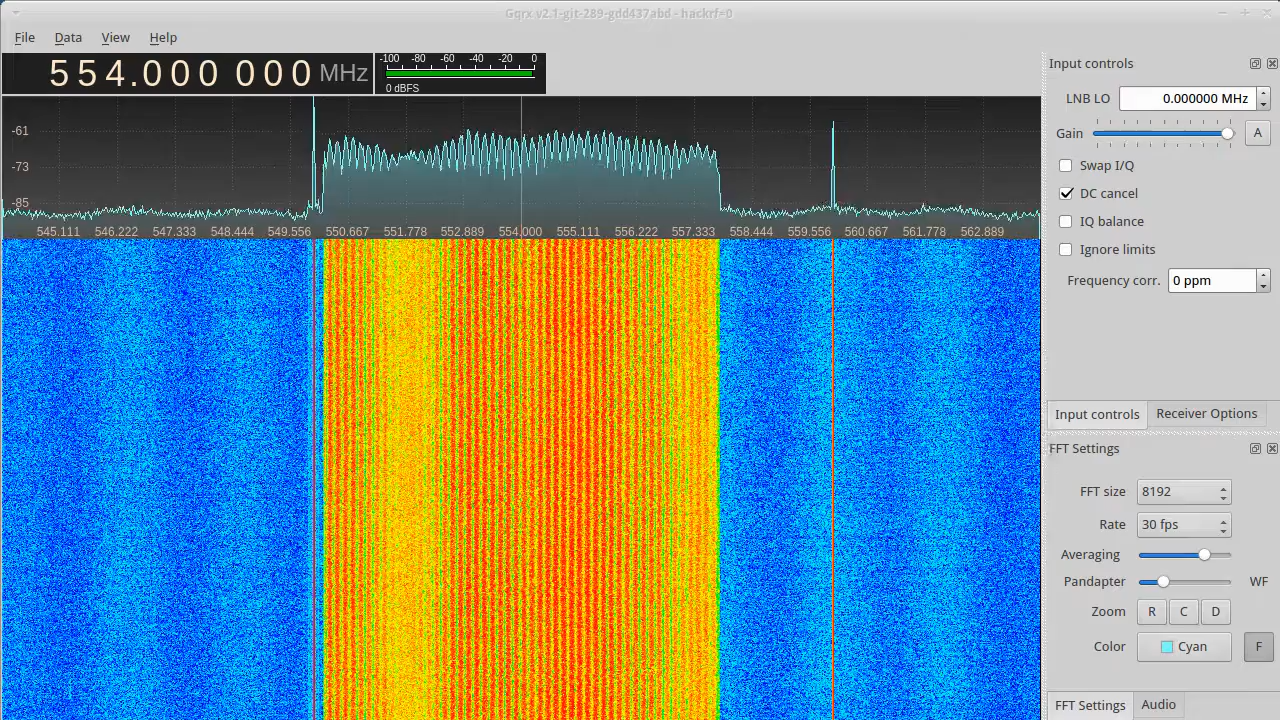 Gqrx v2.1-git-289-gdd437abd - hackrf=0
File Data View Help
554.000 000 MHz
-100 -80 -60 -40 -20 0
0 dBFS
-61
-73
-85
545.111 546.222 547.333 548.444 549.556 550.667 551.778 552.889 554.000 555.111 556.222 557.333 558.444 559.556 560.667 561.778 562.889
Input controls
LNB LO 0.000000 MHz
Gain A
Swap I/Q
DC cancel
IQ balance
Ignore limits
Frequency corr. 0 ppm
Input controls Receiver Options
FFT Settings
FFT size 8192
Rate 30 fps
Averaging
Pandapter WF
Zoom R C D
Color Cyan F
FFT Settings Audio